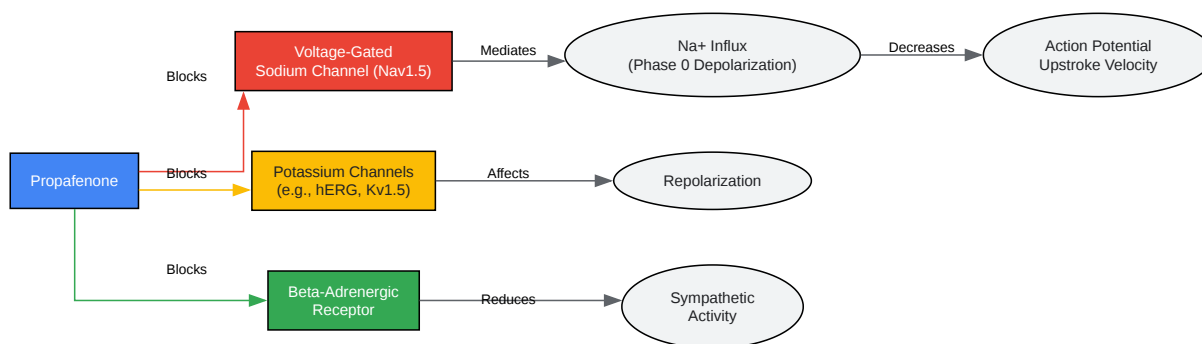 Voltage-Gated
Sodium Channel (Nav1.5)
Blocks
Mediates
Na+ Influx
(Phase 0 Depolarization)
Decreases
Action Potential
Upstroke Velocity
Propafenone
Blocks
Potassium Channels
(e.g., hERG, Kv1.5)
Affects
Repolarization
Blocks
Beta-Adrenergic
Receptor
Reduces
Sympathetic
Activity